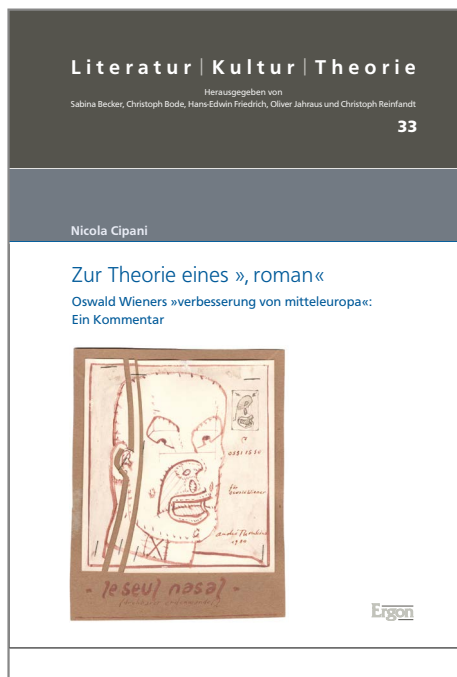 Literatur | Kultur | Theorie
Herausgegeben von
Sabina Becker, Christoph Bode, Hans-Edwin Friedrich, Oliver Jahraus und Christoph Reinfandt
33
Nicola Cipani
Zur Theorie eines », roman«
Oswald Wieners »verbesserung von mitteleuropa«:
Ein Kommentar
1980
- le seul nasal -
Ergon